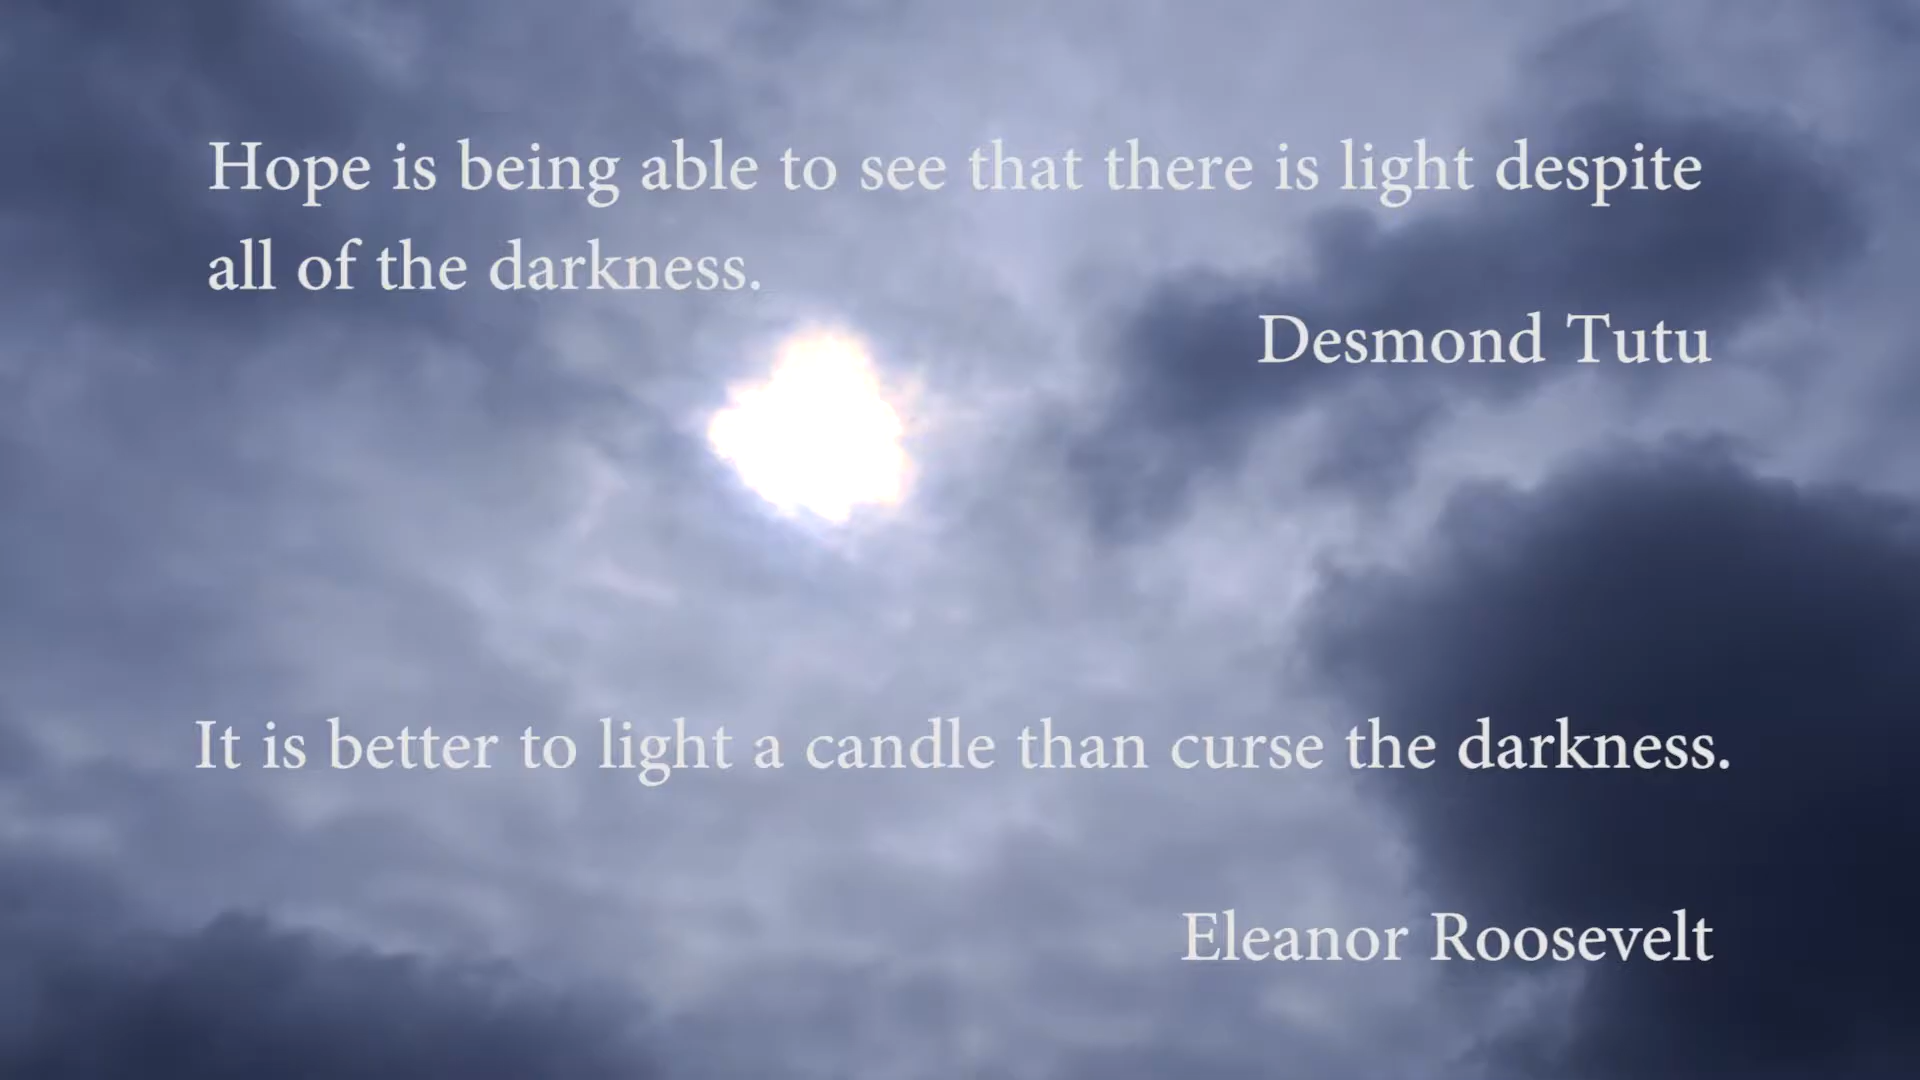 Hope is being able to see that there is light despite
all of the darkness.
Desmond Tutu
It is better to light a candle than curse the darkness.
Eleanor Roosevelt